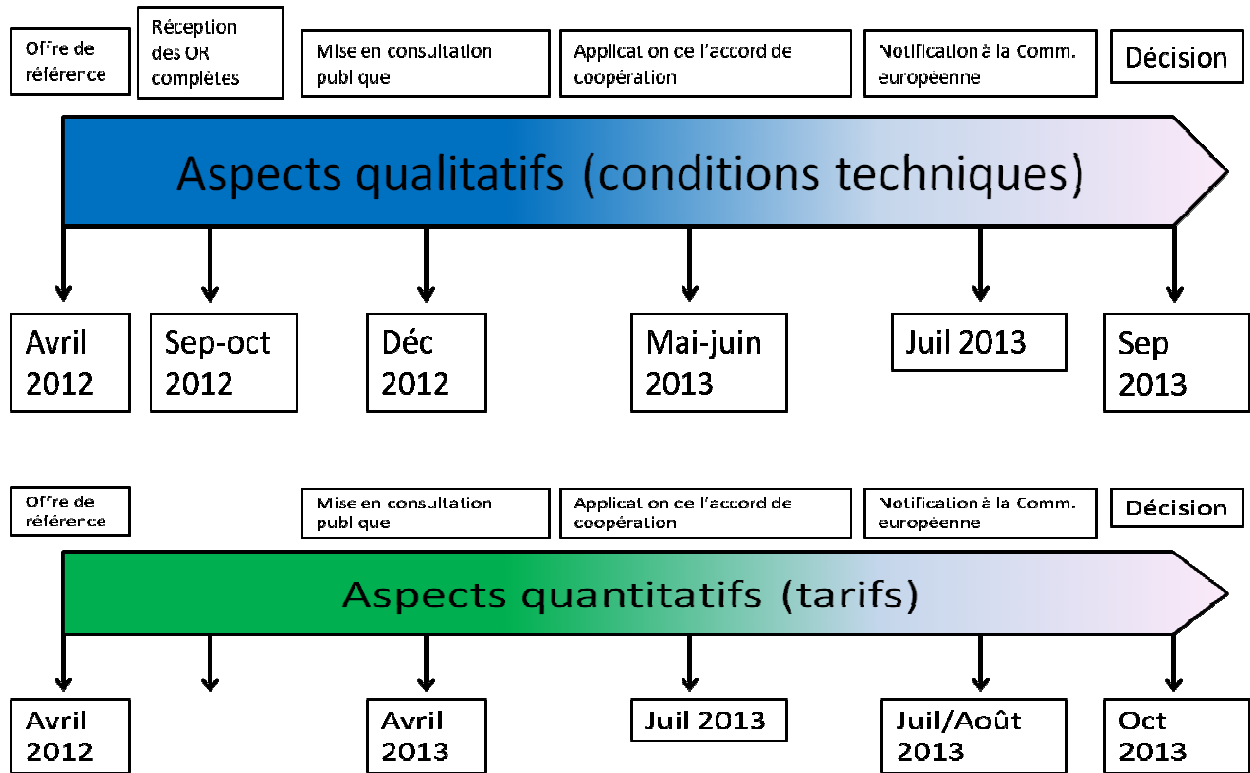 Offre de
référence
Réception
des OR
complètes
Mise en consultation
publique
Application ce l'accord de
coopération
Notification à la Comm.
européenne
Décision
Aspects qualitatifs (conditions techniques)
Avril
2012
Sep-oct
2012
Déc
2012
Mai-juin
2013
Juil 2013
Sep
2013
Offre de
référence
Mise en consultation
publique
Application ce l'accord de
coopération
Notification à la Comm.
européenne
Décision
Aspects quantitatifs (tarifs)
Avril
2012
Avril
2013
Juil 2013
Juil/Août
2013
Oct
2013